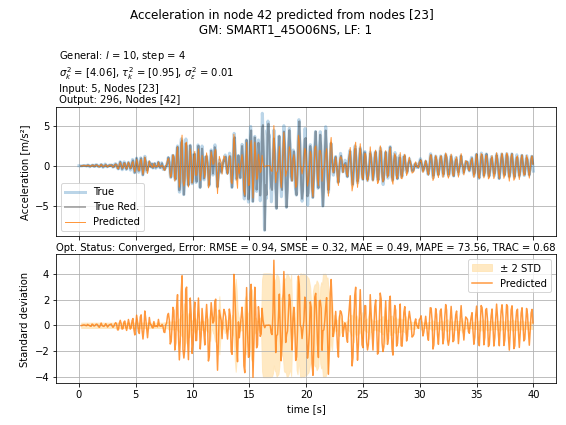 Acceleration in node 42 predicted from nodes [23]
GM: SMART1_45O06NS, LF: 1
General: l = 10, step = 4
σ²ₖ = [4.06], τ²ₖ = [0.95], σ²ε = 0.01
Input: 5, Nodes [23]
Output: 296, Nodes [42]
Acceleration [m/s²]
5
0
−5
True
True Red.
Predicted
Opt. Status: Converged, Error: RMSE = 0.94, SMSE = 0.32, MAE = 0.49, MAPE = 73.56, TRAC = 0.68
Standard deviation
4
2
0
−2
−4
± 2 STD
Predicted
0 5 10 15 20 25 30 35 40
time [s]